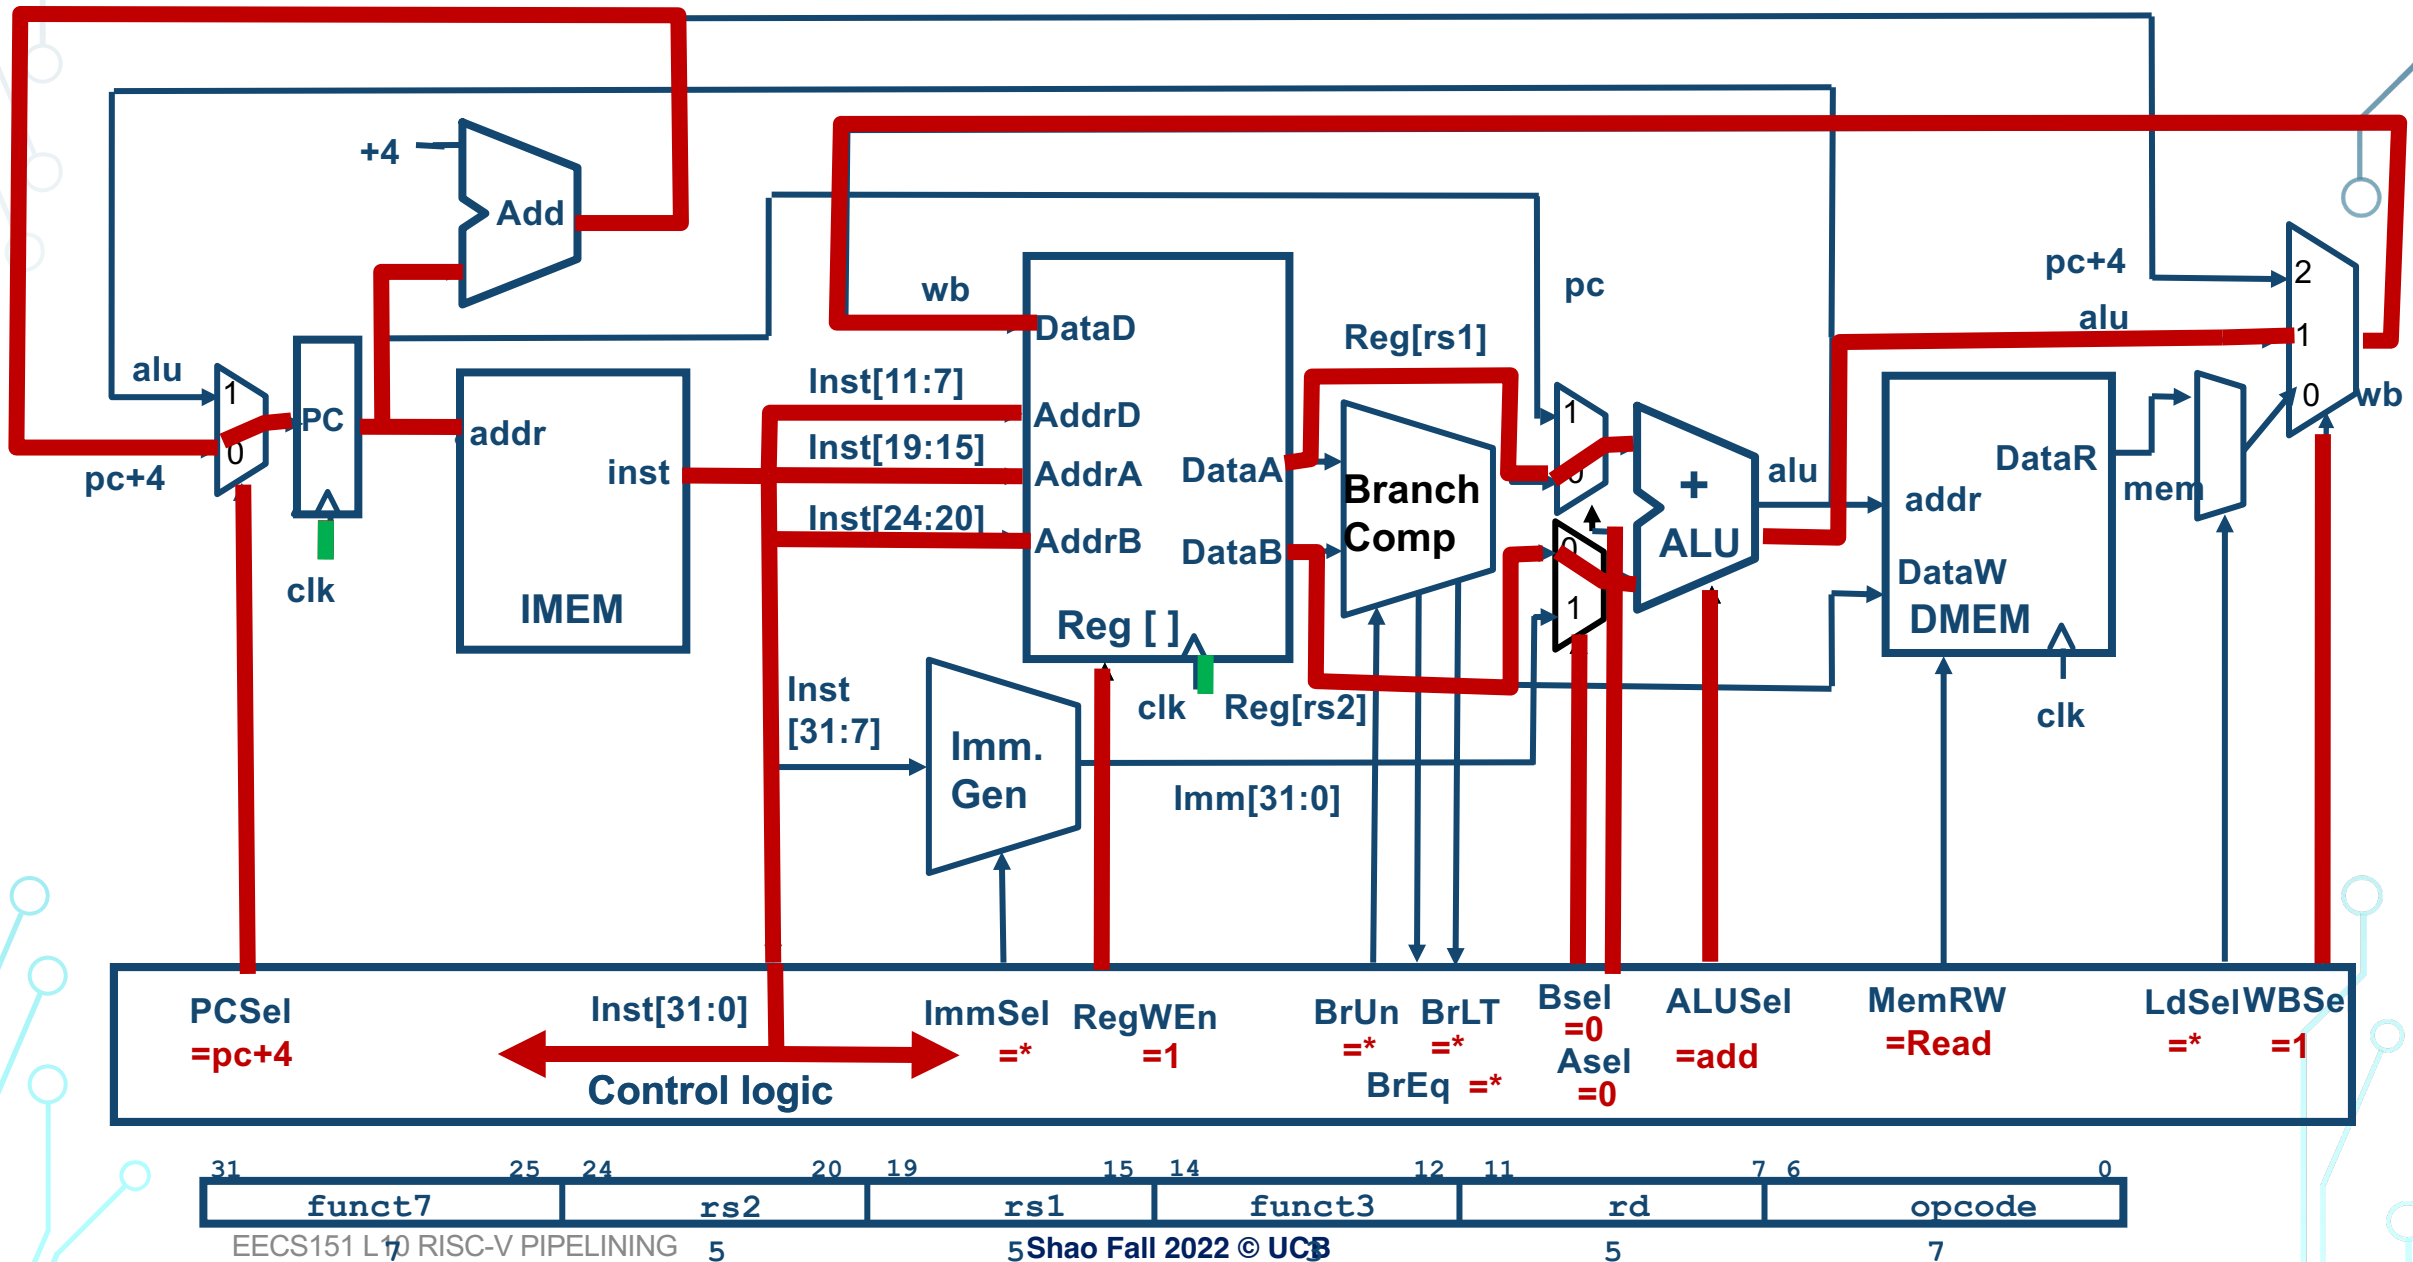 +4
Add
pc+4
alu
pc
wb
DataD
Reg[rs1]
2
1
0
wb
alu
1
0
pc+4
PC
clk
addr
inst
IMEM
Inst[11:7]
AddrD
Inst[19:15]
AddrA
Inst[24:20]
AddrB
DataA
DataB
Reg [ ]
clk
Reg[rs2]
Branch
Comp
1
0
0
1
+
ALU
alu
addr
DataW
DMEM
DataR
mem
clk
Inst
[31:7]
Imm.
Gen
Imm[31:0]
PCSel
=pc+4
Inst[31:0]
Control logic
ImmSel
=*
RegWEn
=1
BrUn
=*
BrLT
=*
BrEq =*
Bsel
=0
Asel
=0
ALUSel
=add
MemRW
=Read
LdSel
=*
WBSe
=1
31 25 24 20 19 15 14 12 11 7 6 0
funct7 rs2 rs1 funct3 rd opcode
7 5 5 3 5 7
EECS151 L10 RISC-V PIPELINING
Shao Fall 2022 © UCB